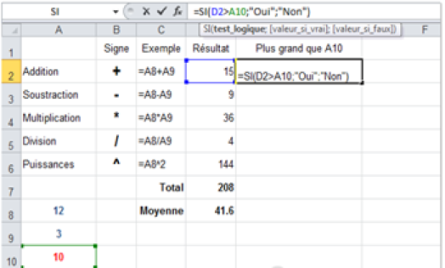 SI =SI(D2>A10;"Oui";"Non")
SI(test_logique; [valeur_si_vrai]; [valeur_si_faux])
A B C F
1 Signe Exemple Résultat Plus grand que A10
2 Addition + =A8+A9 15 =SI(D2>A10;"Oui";"Non")
3 Soustraction - =A8-A9 9
4 Multiplication * =A8*A9 36
5 Division / =A8/A9 4
6 Puissances ^ =A8^2 144
7 Total 208
8 12 Moyenne 41.6
9 3
10 10